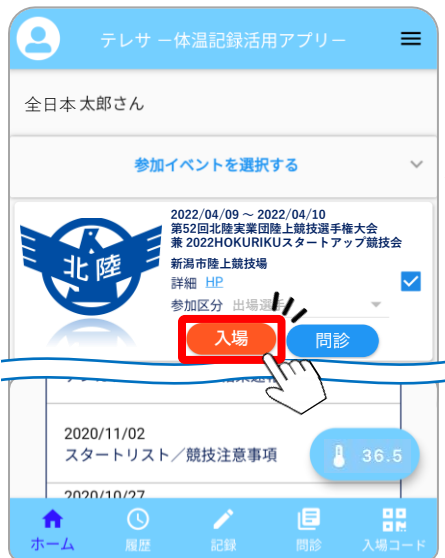 テレサ －体温記録活用アプリ－
全日本 太郎さん
参加イベントを選択する
2022/04/09 ～ 2022/04/10
第52回北陸実業団陸上競技選手権大会
兼 2022HOKURIKUスタートアップ競技会
北陸
新潟市陸上競技場
詳細 HP
参加区分 出場選手
入場
問診
2020/11/02
スタートリスト／競技注意事項
36.5
2020/10/27
ホーム
履歴
記録
問診
入場コード